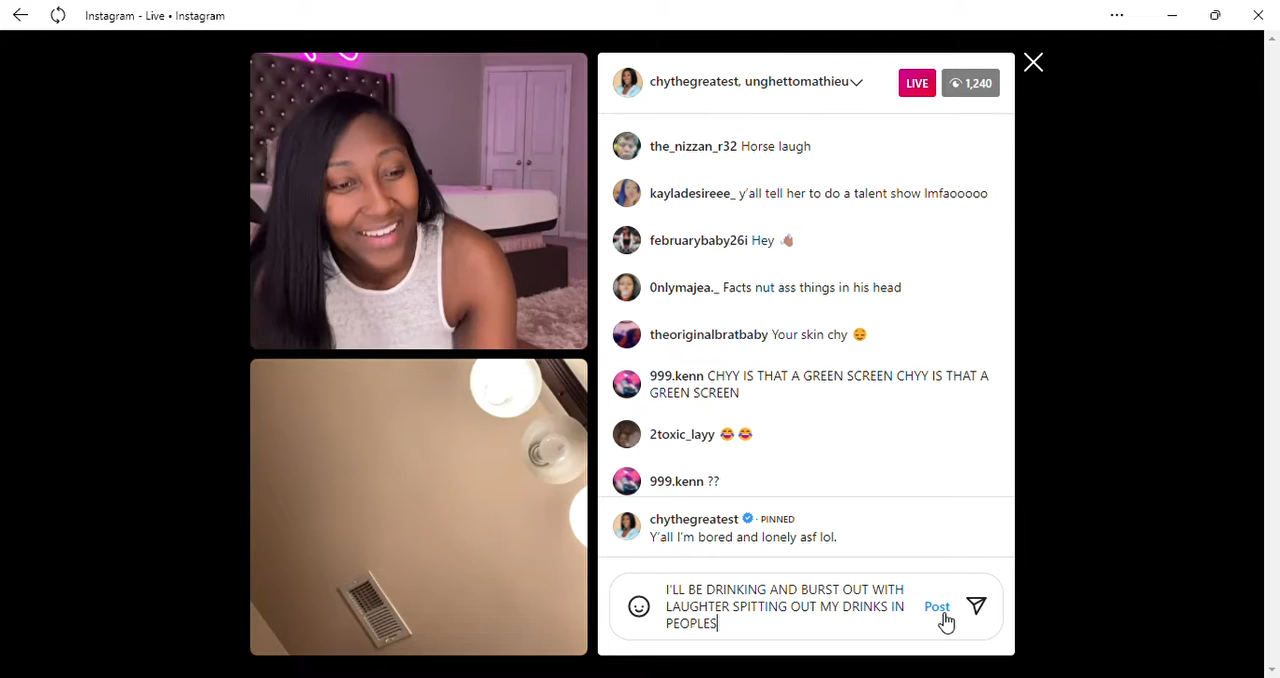 Instagram - Live • Instagram
chythegreatest, unghettomathieu
LIVE
1,240
the_nizzan_r32 Horse laugh
kayladesireee_ y'all tell her to do a talent show lmfaooooo
februarybaby26i Hey 👋🏽
0nlymajea._ Facts nut ass things in his head
theoriginalbratbaby Your skin chy 😌
999.kenn CHYY IS THAT A GREEN SCREEN CHYY IS THAT A
GREEN SCREEN
2toxic_layy 😂 😂
999.kenn ??
chythegreatest · PINNED
Y'all I'm bored and lonely asf lol.
I'LL BE DRINKING AND BURST OUT WITH
LAUGHTER SPITTING OUT MY DRINKS IN
PEOPLES
Post